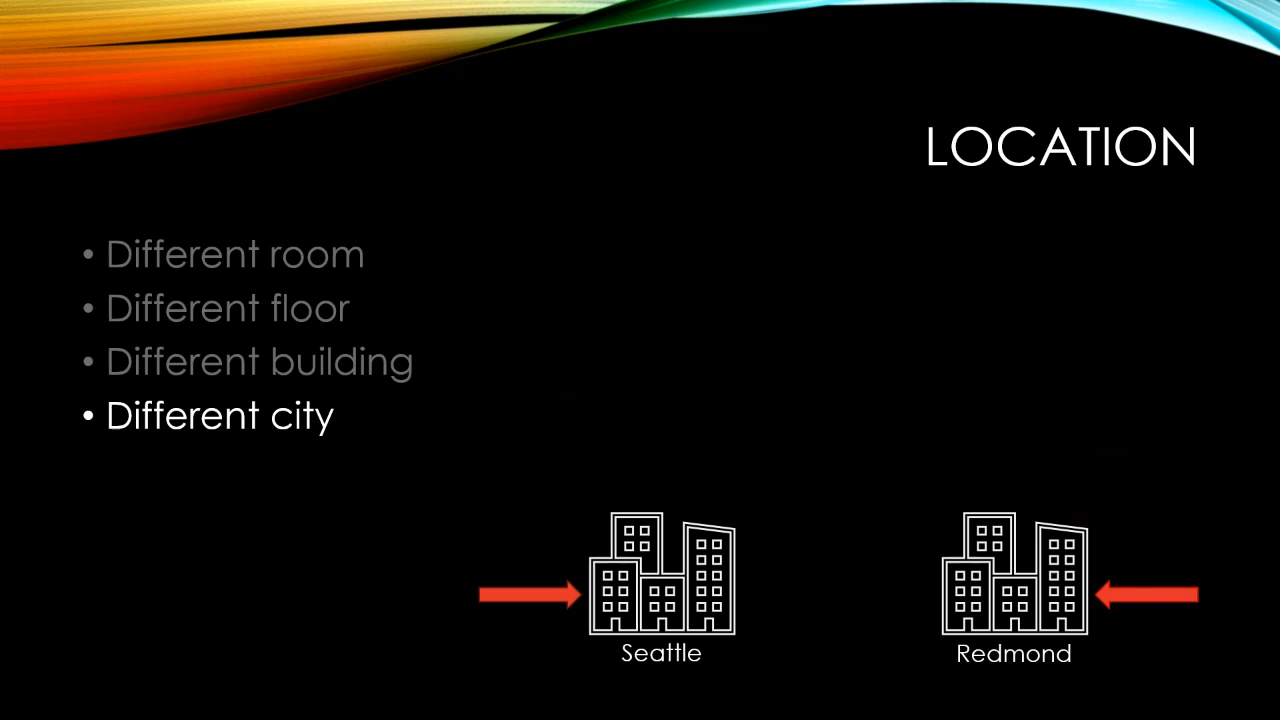 LOCATION
• Different room
• Different floor
• Different building
• Different city
Seattle
Redmond